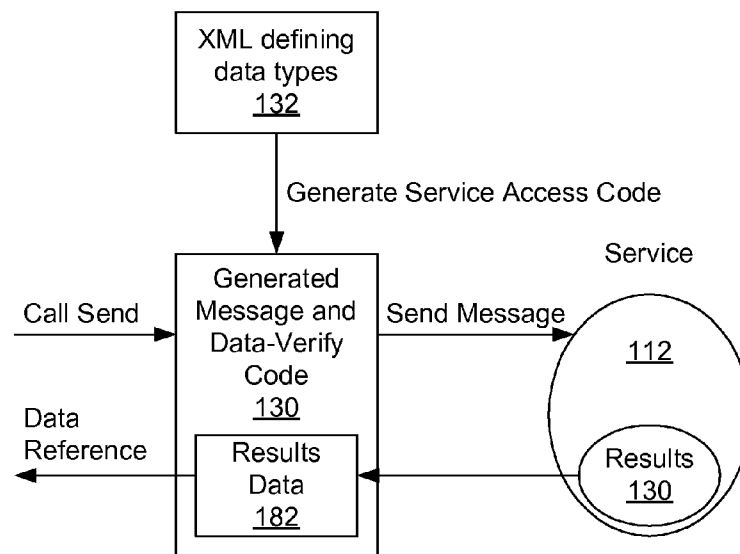 XML defining
data types
132
Generate Service Access Code
Service
Call Send
Generated
Message and
Data-Verify
Code
130
Send Message
112
Data
Reference
Results
Data
182
Results
130